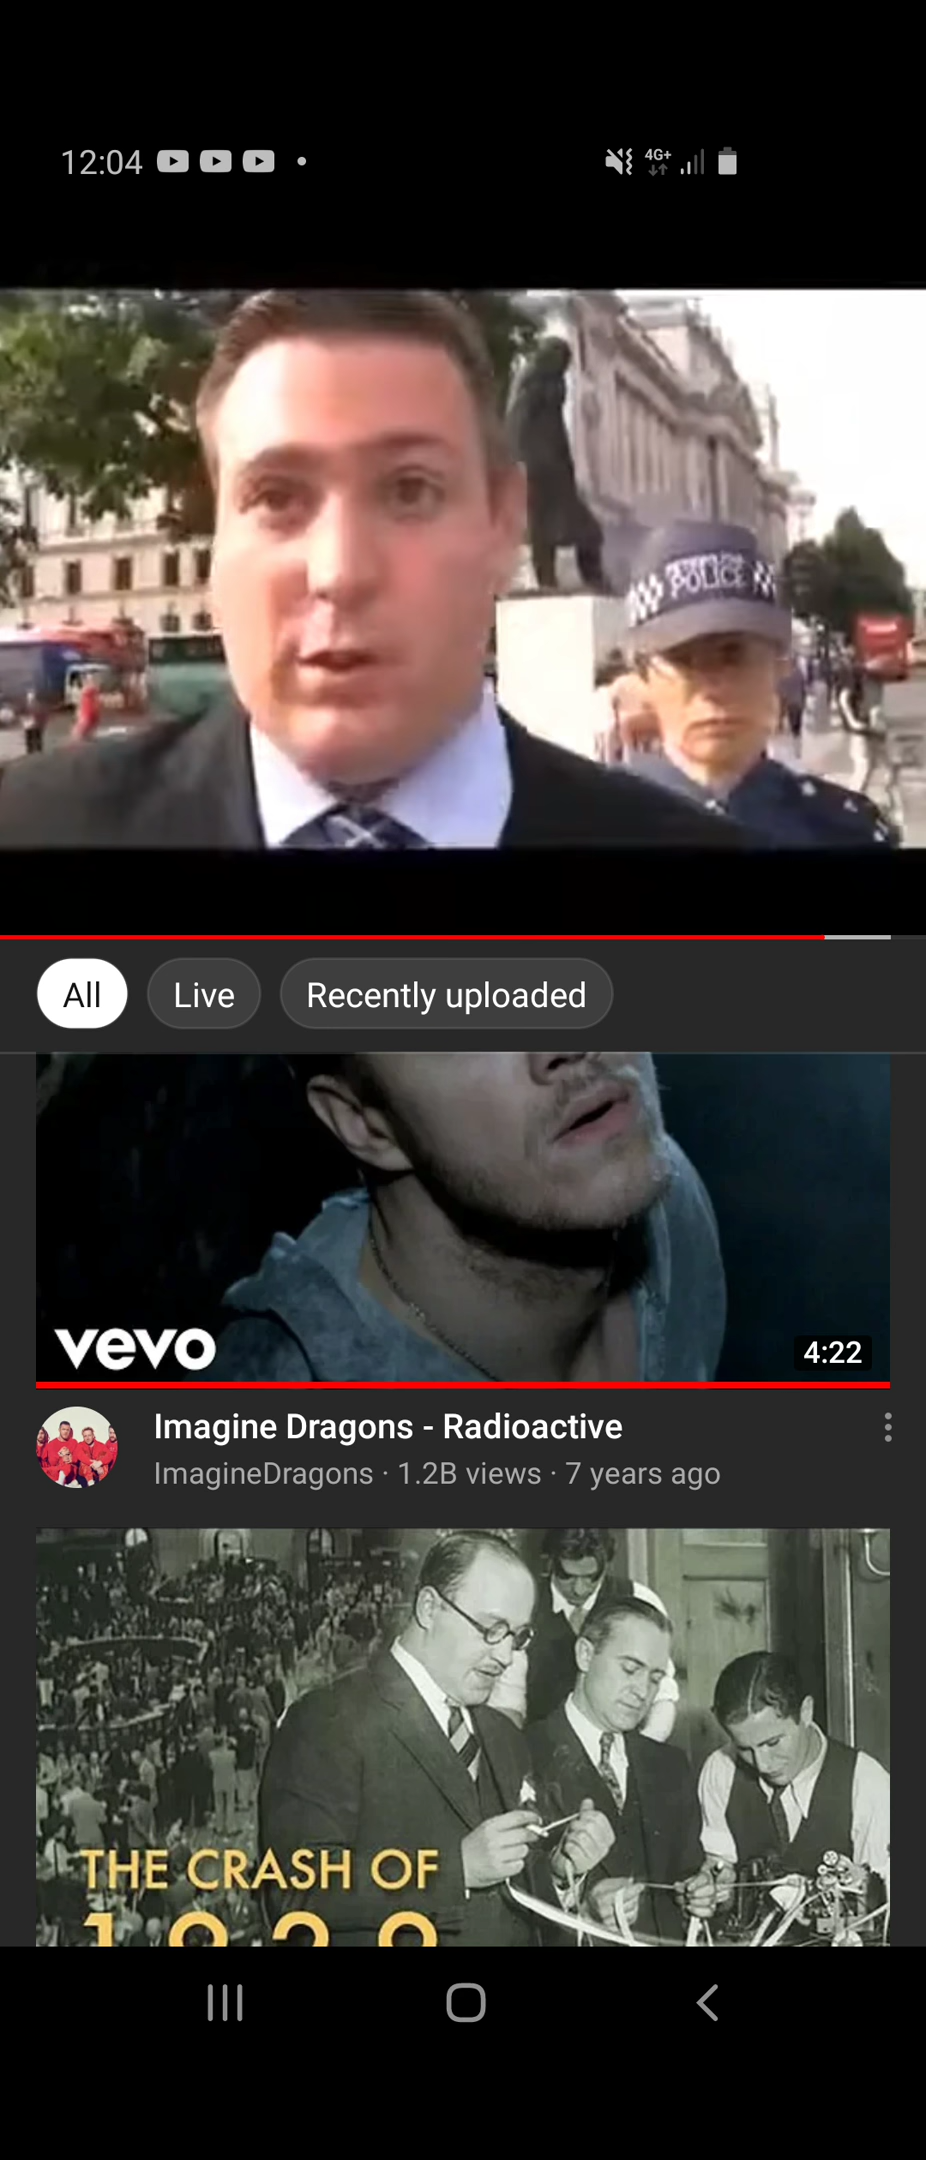 12:04
4G+
POLICE
All
Live
Recently uploaded
vevo
4:22
Imagine Dragons - Radioactive
ImagineDragons · 1.2B views · 7 years ago
THE CRASH OF
1929